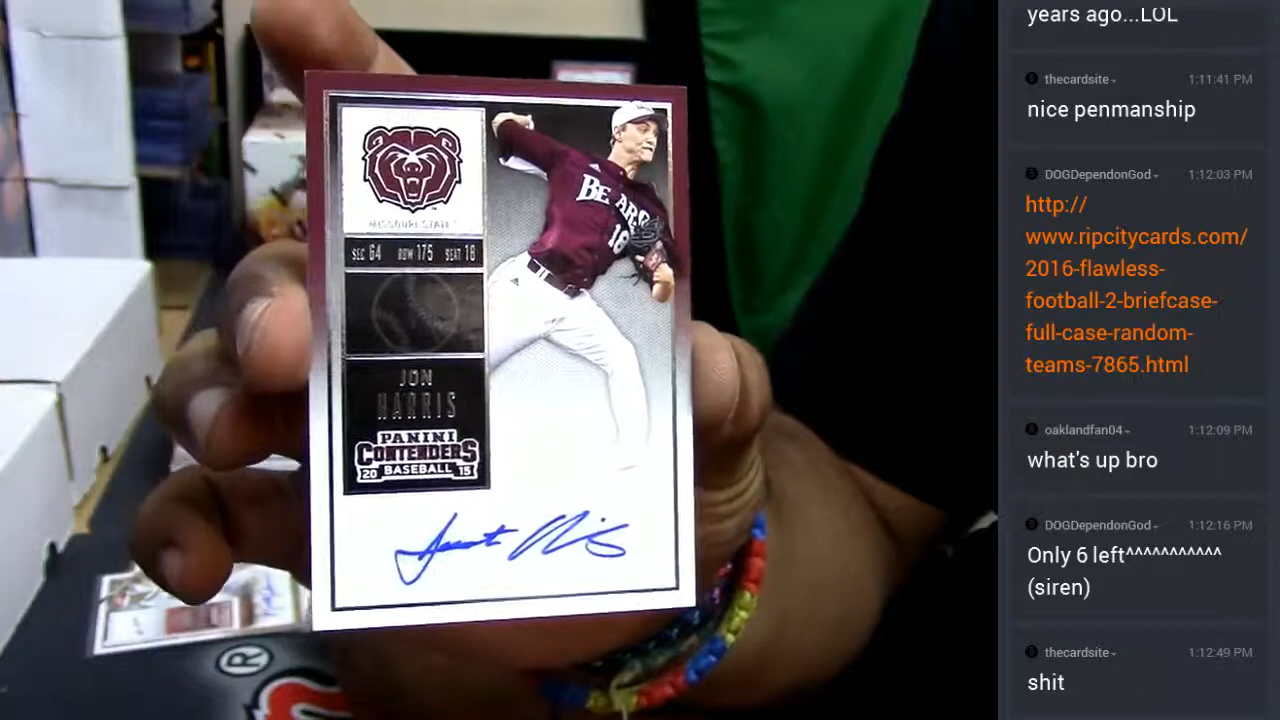 MISSOURI STATE
SEC 64 ROW 175 SEAT 18
JON
HARRIS
PANINI
CONTENDERS
20 BASEBALL 15
BEARS
18
®
years ago...LOL
thecardsite 1:11:41 PM
nice penmanship
DOGDependonGod 1:12:03 PM
http://
www.ripcitycards.com/
2016-flawless-
football-2-briefcase-
full-case-random-
teams-7865.html
oaklandfan04 1:12:09 PM
what's up bro
DOGDependonGod 1:12:16 PM
Only 6 left^^^^^^^^^^^
(siren)
thecardsite 1:12:49 PM
shit